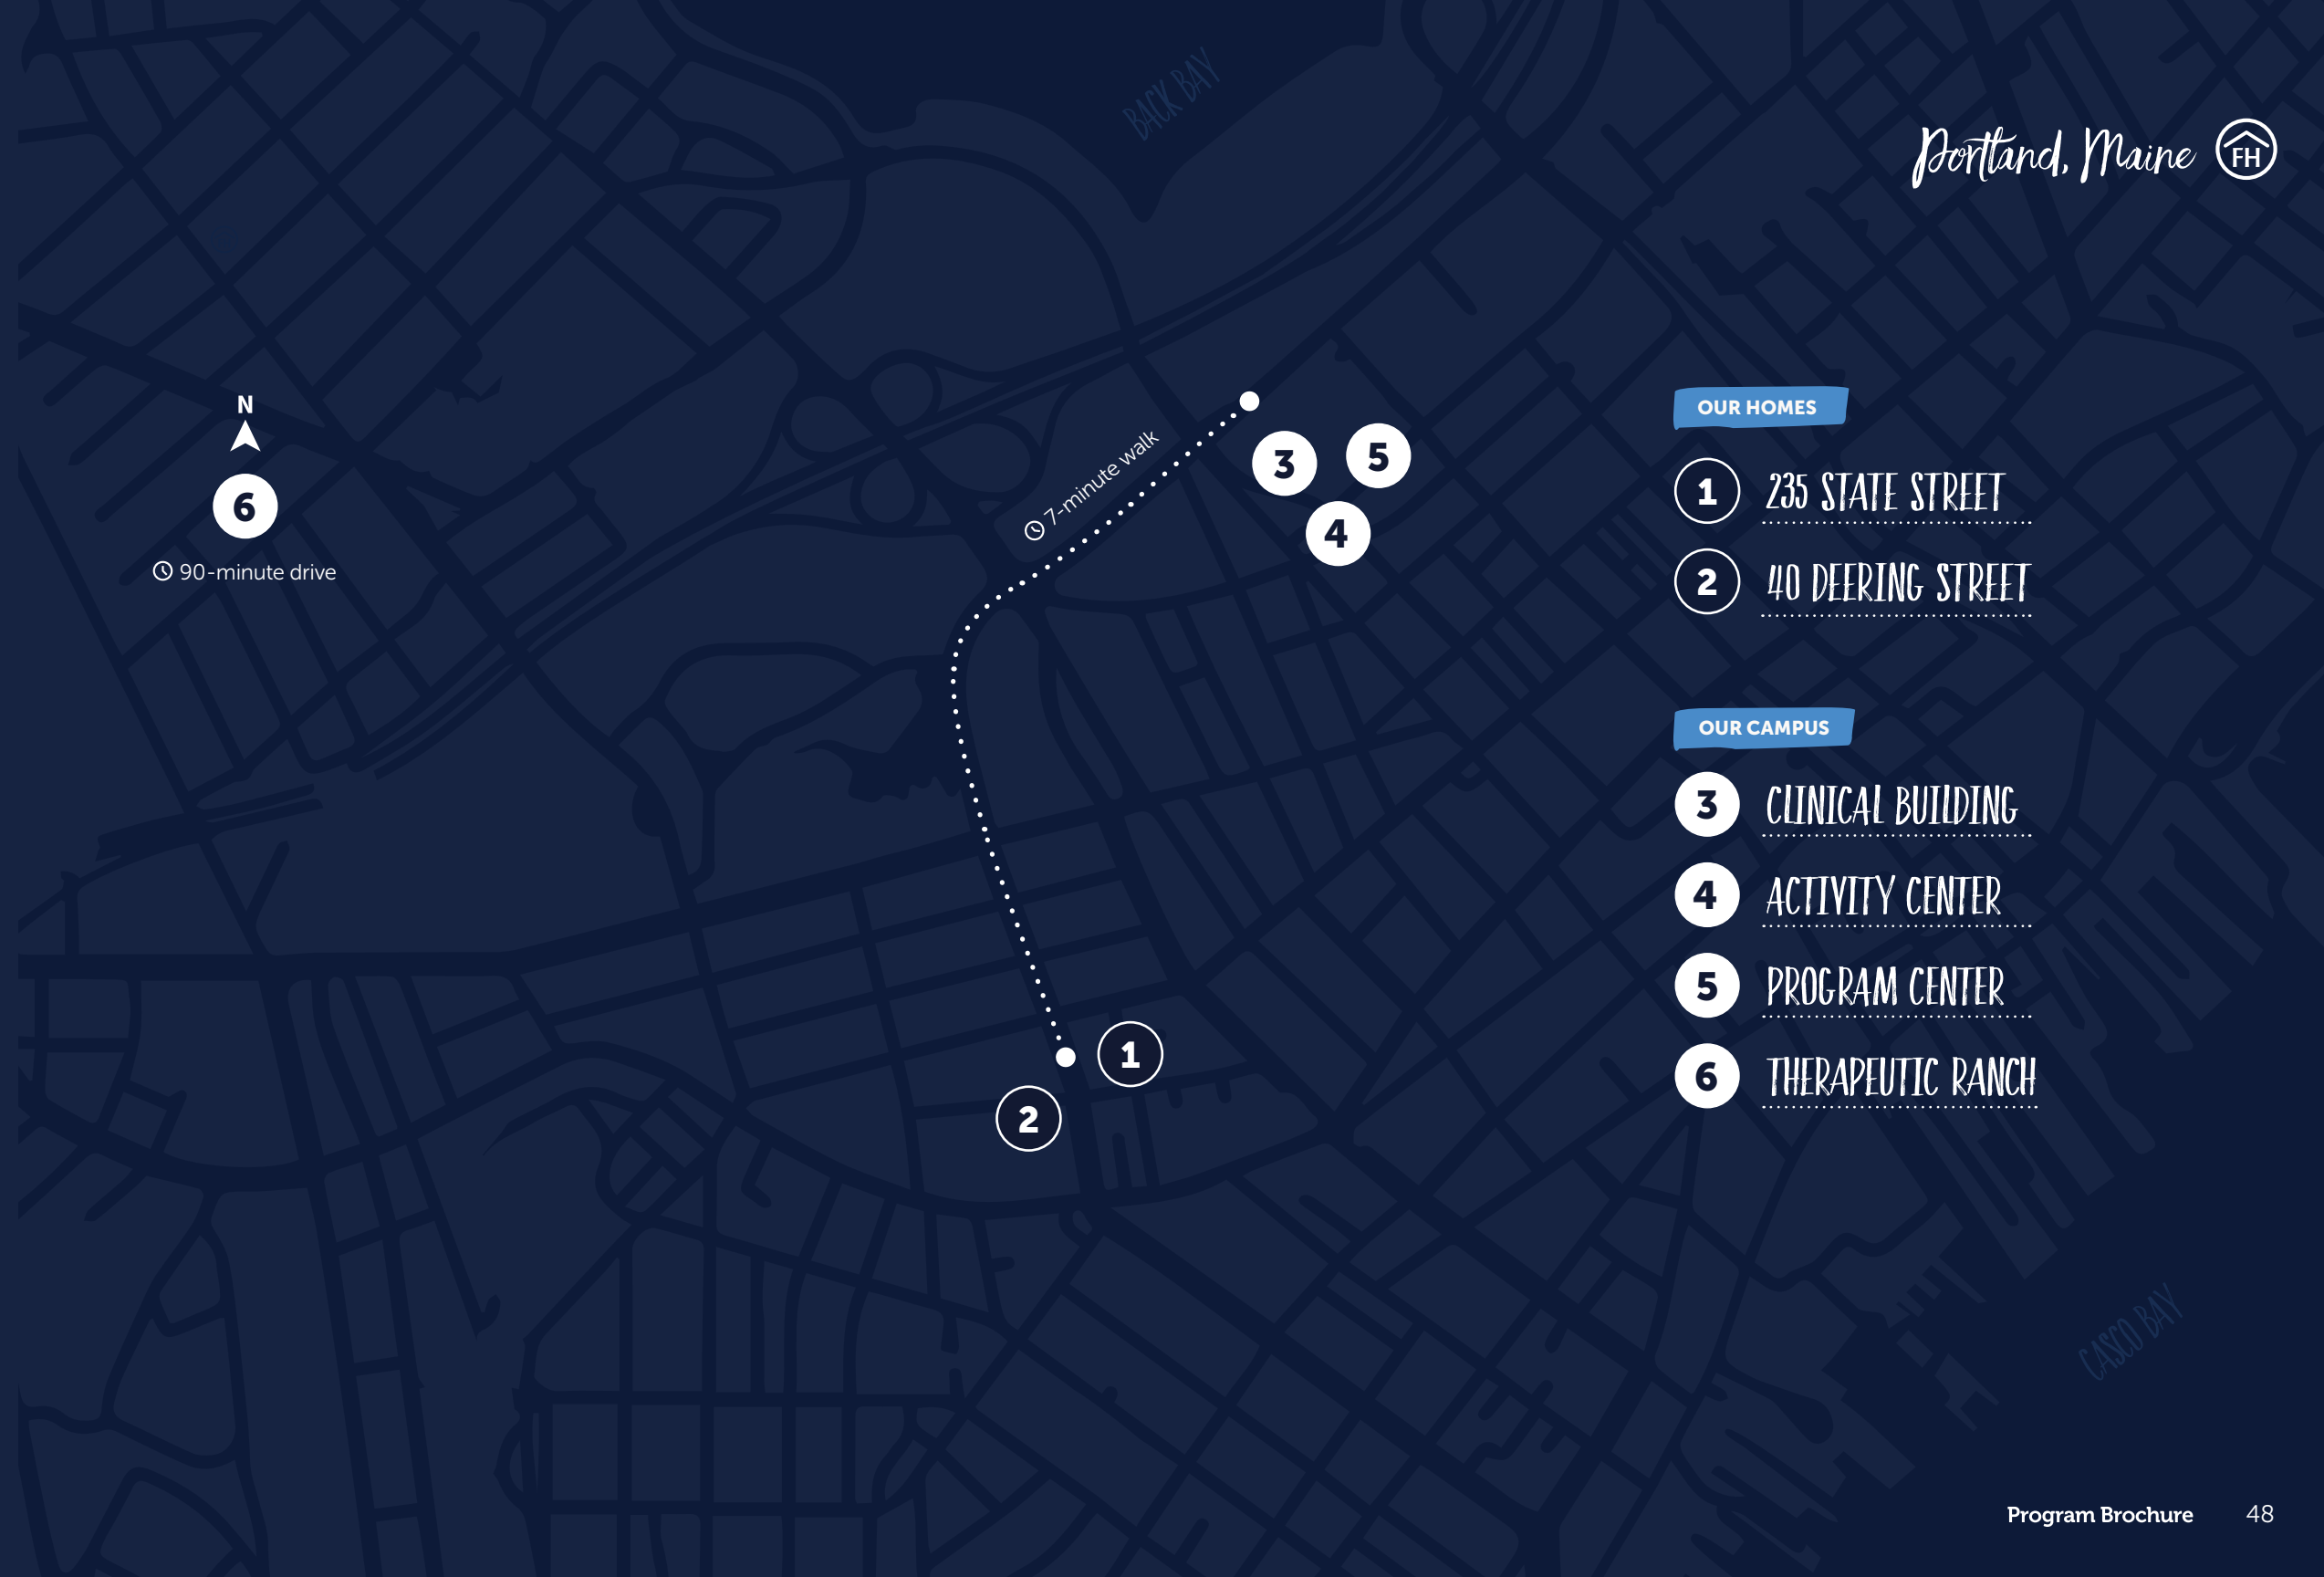 BACK BAY
Portland, Maine
FH
N
6
90-minute drive
7-minute walk
3
5
4
1
2
OUR HOMES
1 235 STATE STREET
2 40 DEERING STREET
OUR CAMPUS
3 CLINICAL BUILDING
4 ACTIVITY CENTER
5 PROGRAM CENTER
6 THERAPEUTIC RANCH
CASCO BAY
Program Brochure 48